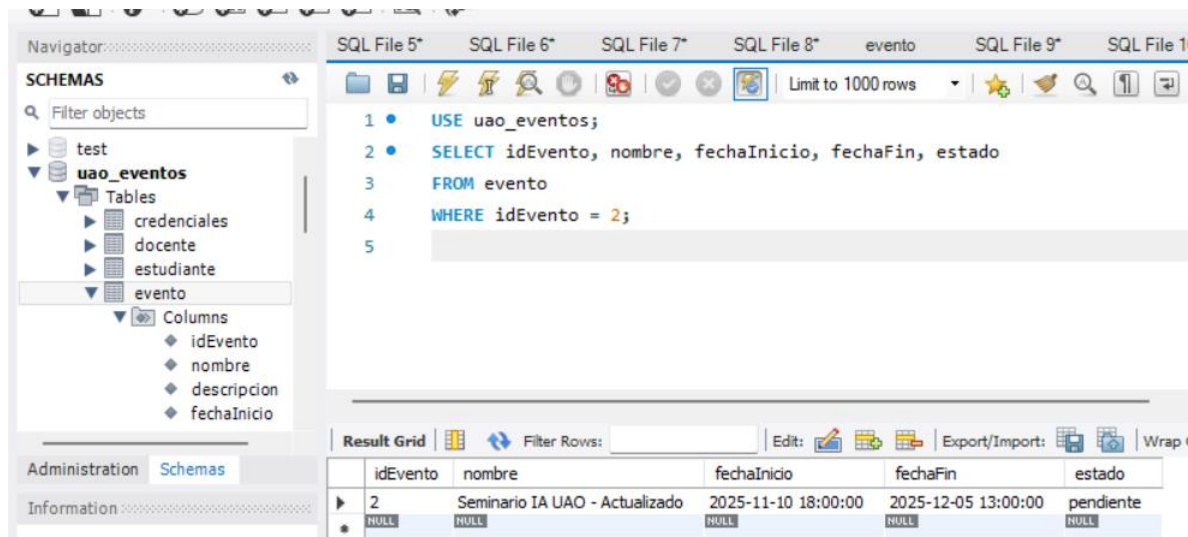 Navigator
SQL File 5*
SQL File 6*
SQL File 7*
SQL File 8*
evento
SQL File 9*
SQL File 1
SCHEMAS
Limit to 1000 rows
Filter objects
test
uao_eventos
Tables
credenciales
docente
estudiante
evento
Columns
idEvento
nombre
descripcion
fechaInicio
1 USE uao_eventos;
2 SELECT idEvento, nombre, fechaInicio, fechaFin, estado
3 FROM evento
4 WHERE idEvento = 2;
5
Administration Schemas
Information
Result Grid Filter Rows: Edit: Export/Import: Wrap
idEvento nombre fechaInicio fechaFin estado
2 Seminario IA UAO - Actualizado 2025-11-10 18:00:00 2025-12-05 13:00:00 pendiente
NULL NULL NULL NULL NULL